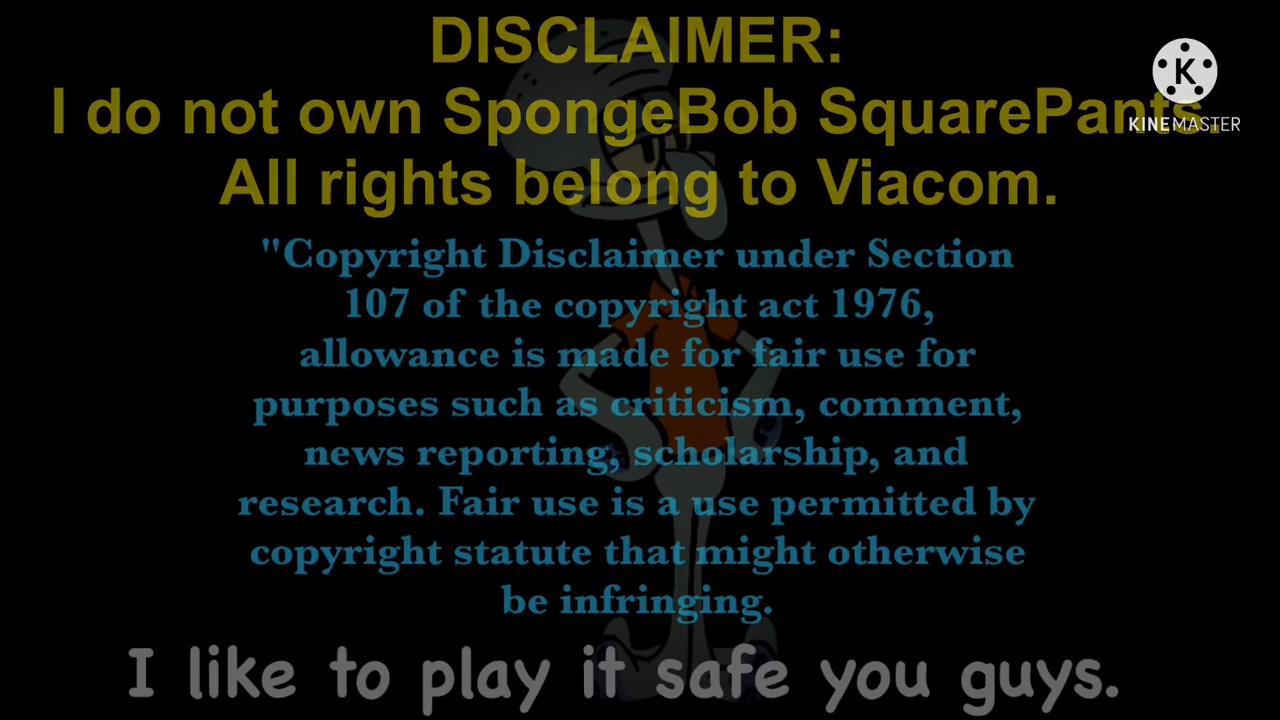 DISCLAIMER:
I do not own SpongeBob SquarePants.
All rights belong to Viacom.
K
KINEMASTER
"Copyright Disclaimer under Section
107 of the copyright act 1976,
allowance is made for fair use for
purposes such as criticism, comment,
news reporting, scholarship, and
research. Fair use is a use permitted by
copyright statute that might otherwise
be infringing.
I like to play it safe you guys.